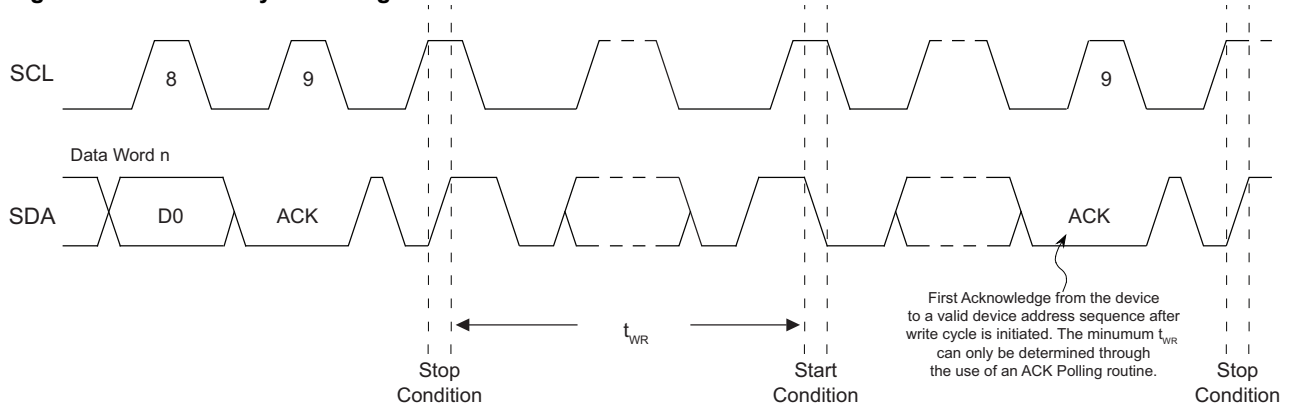 SCL
8
9
9
Data Word n
SDA
D0
ACK
ACK
First Acknowledge from the device
to a valid device address sequence after
write cycle is initiated. The minumum tWR
can only be determined through
the use of an ACK Polling routine.
tWR
Stop
Condition
Start
Condition
Stop
Condition